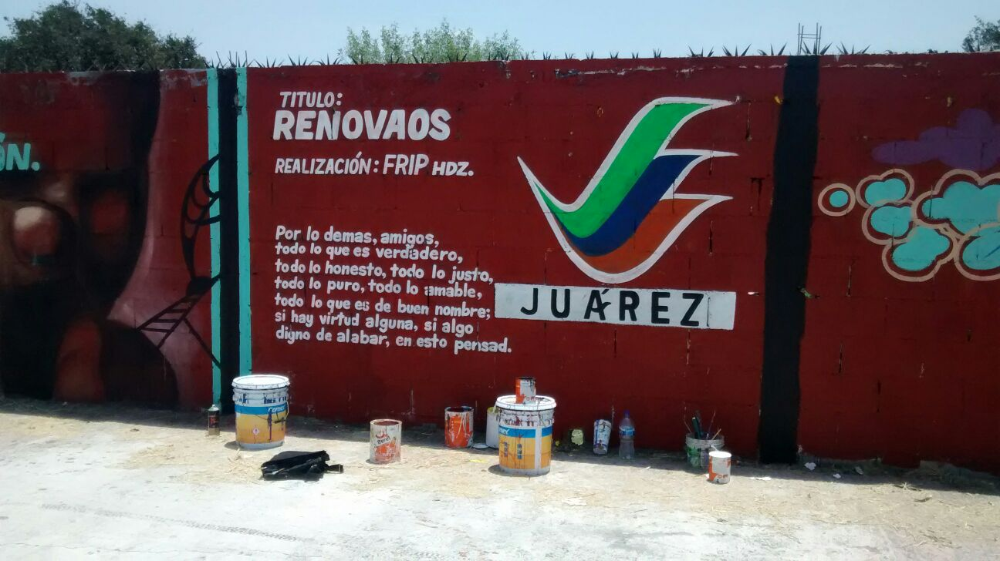 ÓN.
TITULO:
RENOVAOS
REALIZACIÓN: FRIP HDZ.
Por lo demas, amigos,
todo lo que es verdadero,
todo lo honesto, todo lo justo,
todo lo puro, todo lo amable,
todo lo que es de buen nombre;
si hay virtud alguna, si algo
digno de alabar, en esto pensad.
JUÁREZ